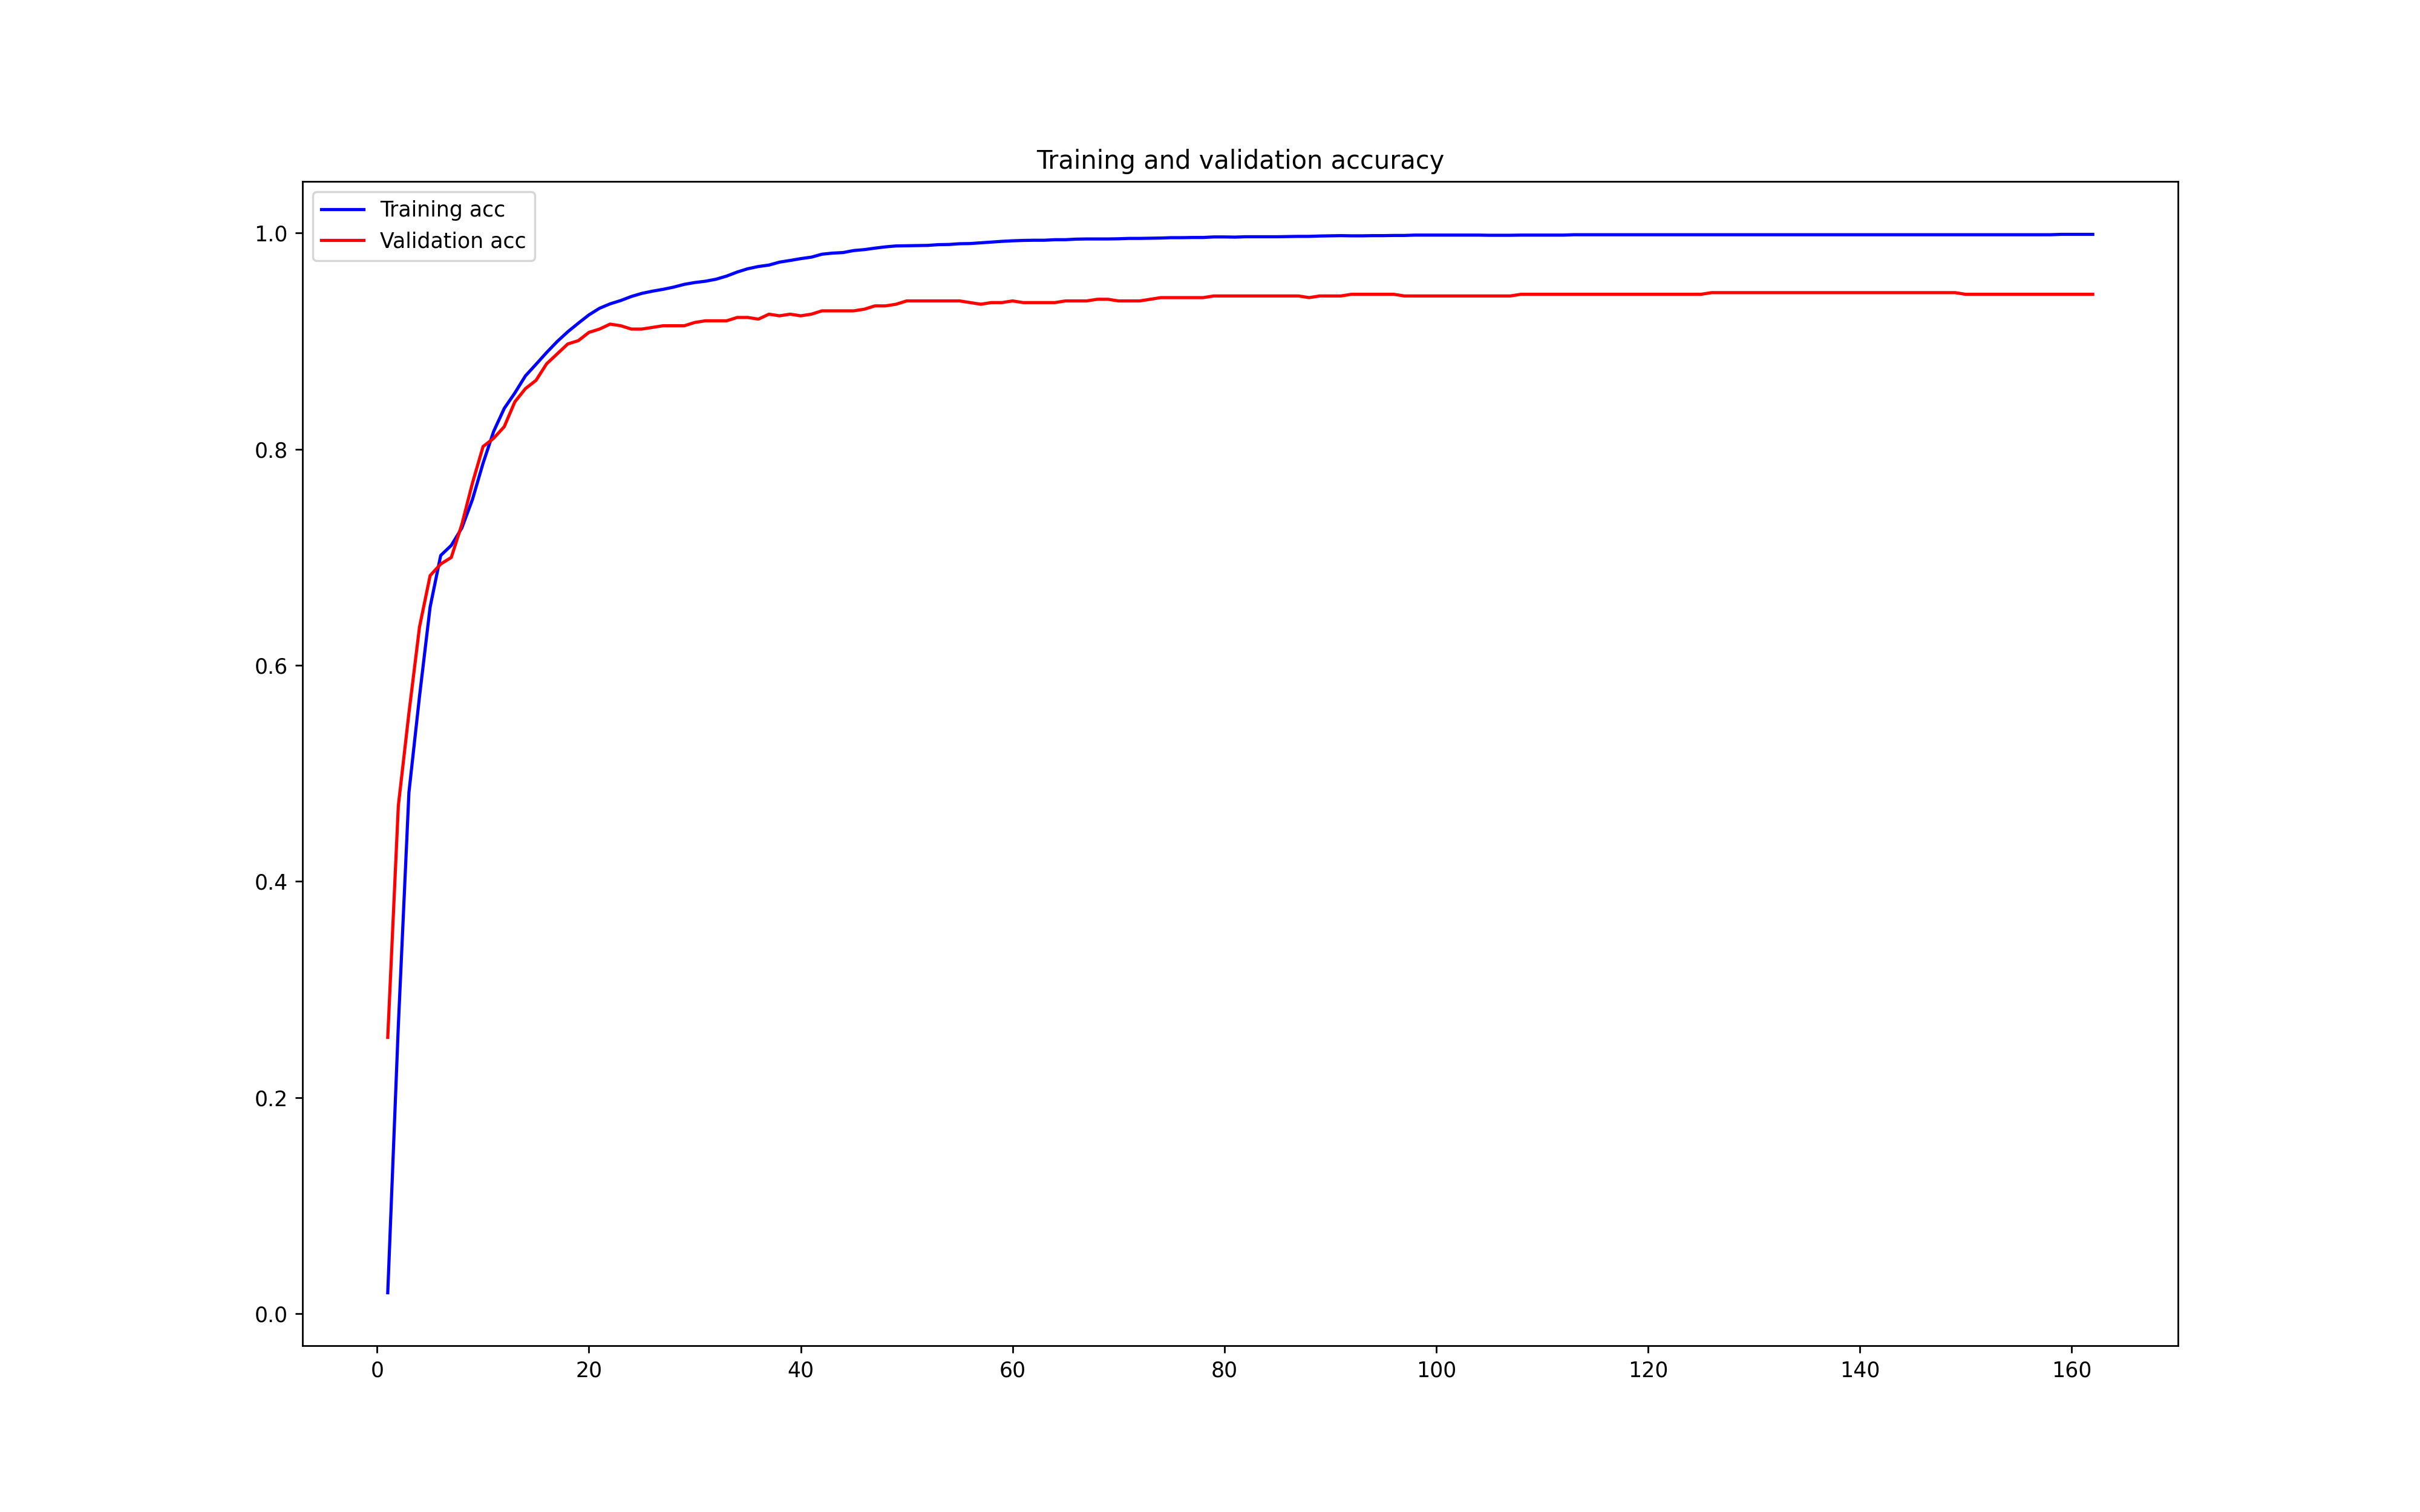 Training and validation accuracy
Training acc
Validation acc
1.0
0.8
0.6
0.4
0.2
0.0
0 20 40 60 80 100 120 140 160